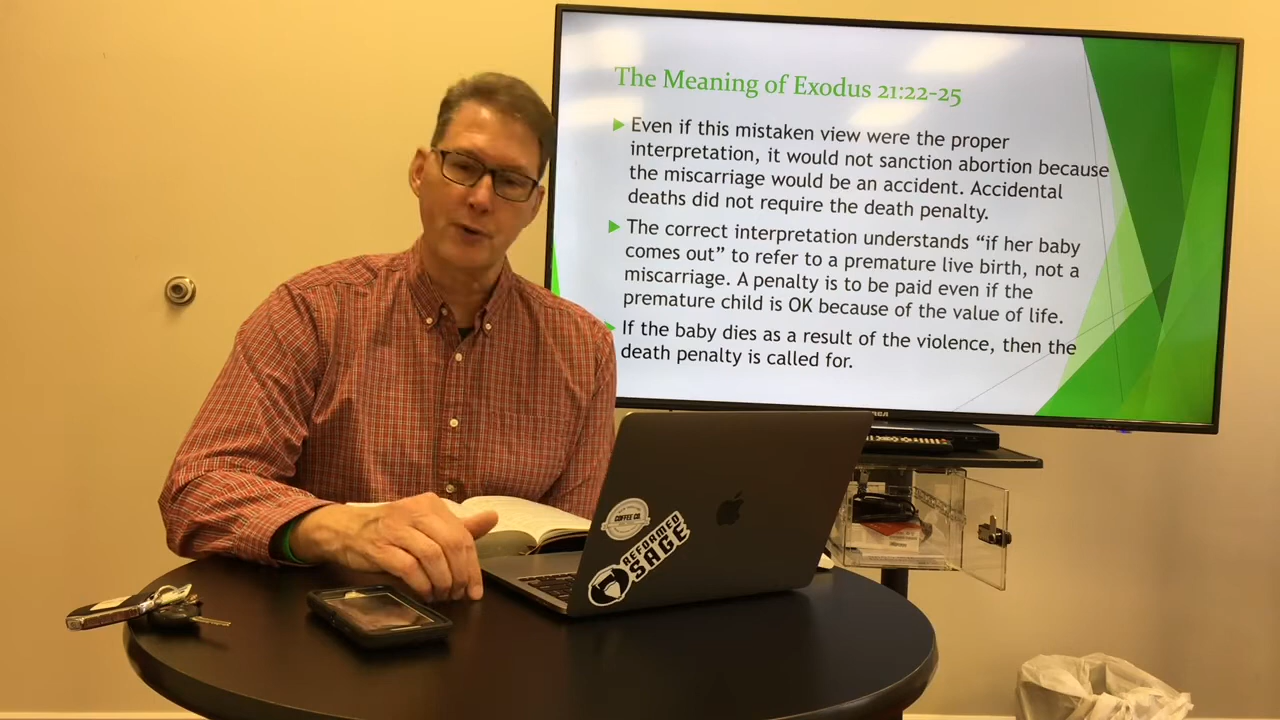 The Meaning of Exodus 21:22-25
Even if this mistaken view were the proper
interpretation, it would not sanction abortion because
the miscarriage would be an accident. Accidental
deaths did not require the death penalty.
The correct interpretation understands “if her baby
comes out” to refer to a premature live birth, not a
miscarriage. A penalty is to be paid even if the
premature child is OK because of the value of life.
If the baby dies as a result of the violence, then the
death penalty is called for.
COFFEE CO.
REFORMED
SAGE